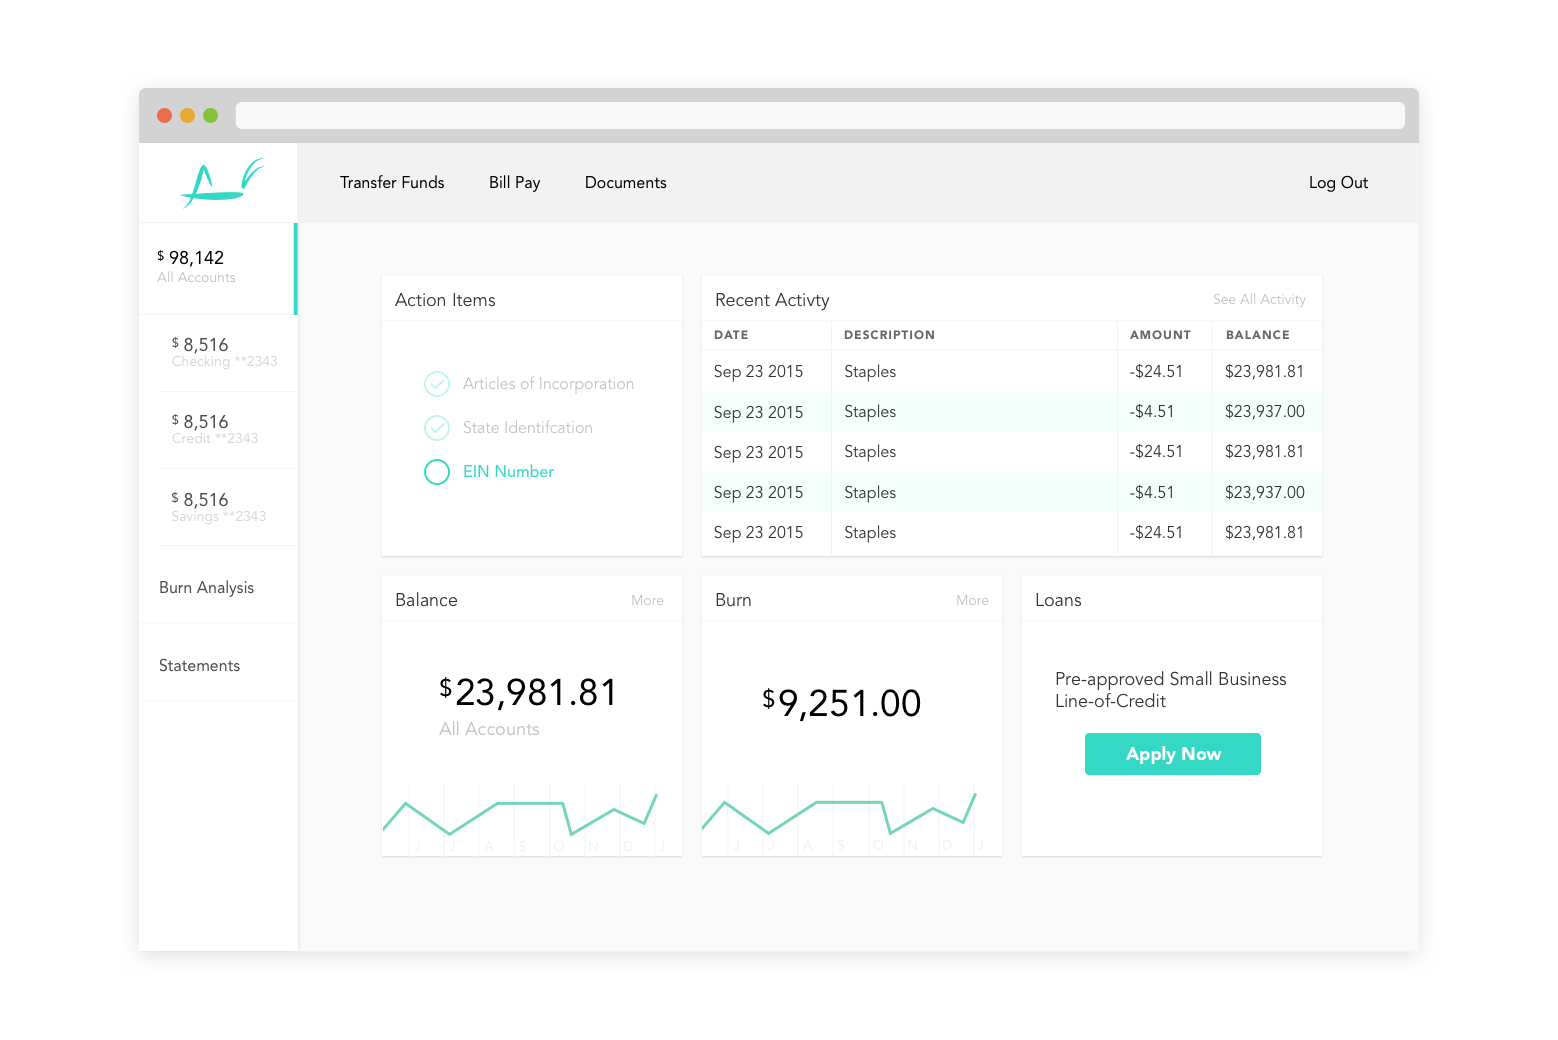 Transfer Funds Bill Pay Documents Log Out
$ 98,142
All Accounts
$ 8,516
Checking **2343
$ 8,516
Credit **2343
$ 8,516
Savings **2343
Burn Analysis
Statements
Action Items
Articles of Incorporation
State Identifcation
EIN Number
Recent Activty See All Activity
DATE DESCRIPTION AMOUNT BALANCE
Sep 23 2015 Staples -$24.51 $23,981.81
Sep 23 2015 Staples -$4.51 $23,937.00
Sep 23 2015 Staples -$24.51 $23,981.81
Sep 23 2015 Staples -$4.51 $23,937.00
Sep 23 2015 Staples -$24.51 $23,981.81
Balance More
$23,981.81
All Accounts
J J A S O N D J
Burn More
$9,251.00
J J A S O N D J
Loans
Pre-approved Small Business
Line-of-Credit
Apply Now